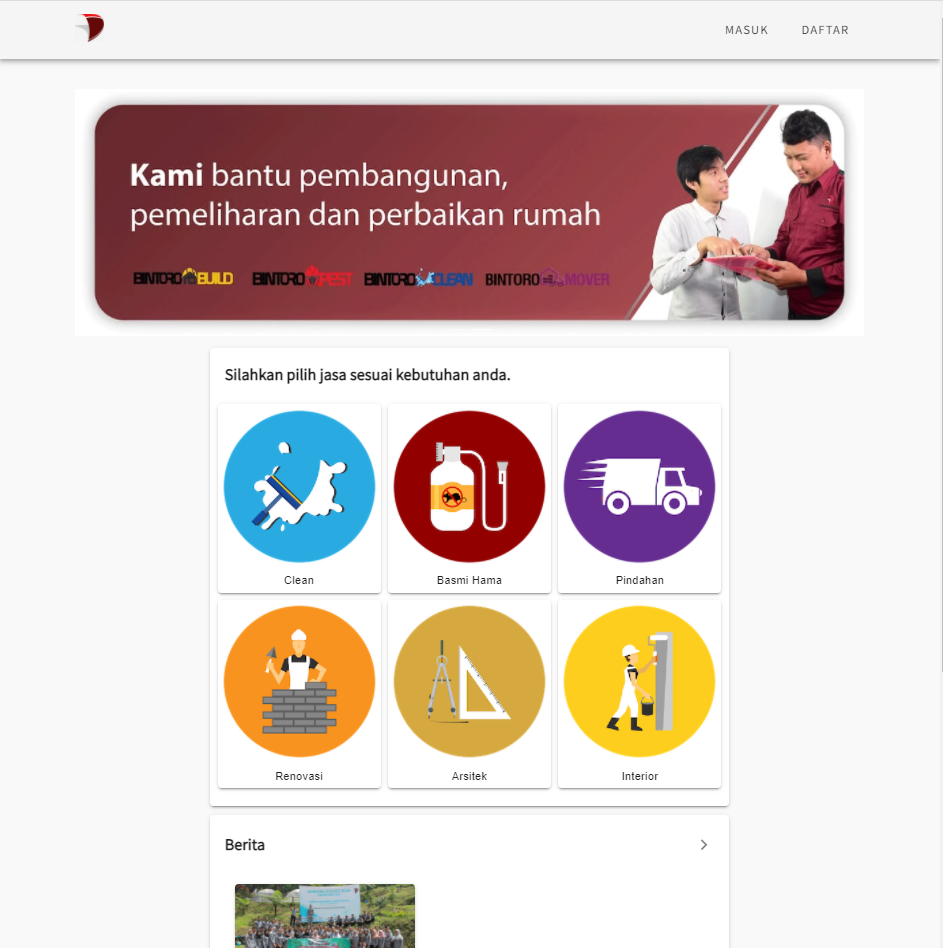 MASUK DAFTAR
Kami bantu pembangunan,
pemeliharan dan perbaikan rumah
BINTORO BUILD BINTORO PEST BINTORO CLEAN BINTORO MOVER
Silahkan pilih jasa sesuai kebutuhan anda.
Clean Basmi Hama Pindahan
Renovasi Arsitek Interior
Berita